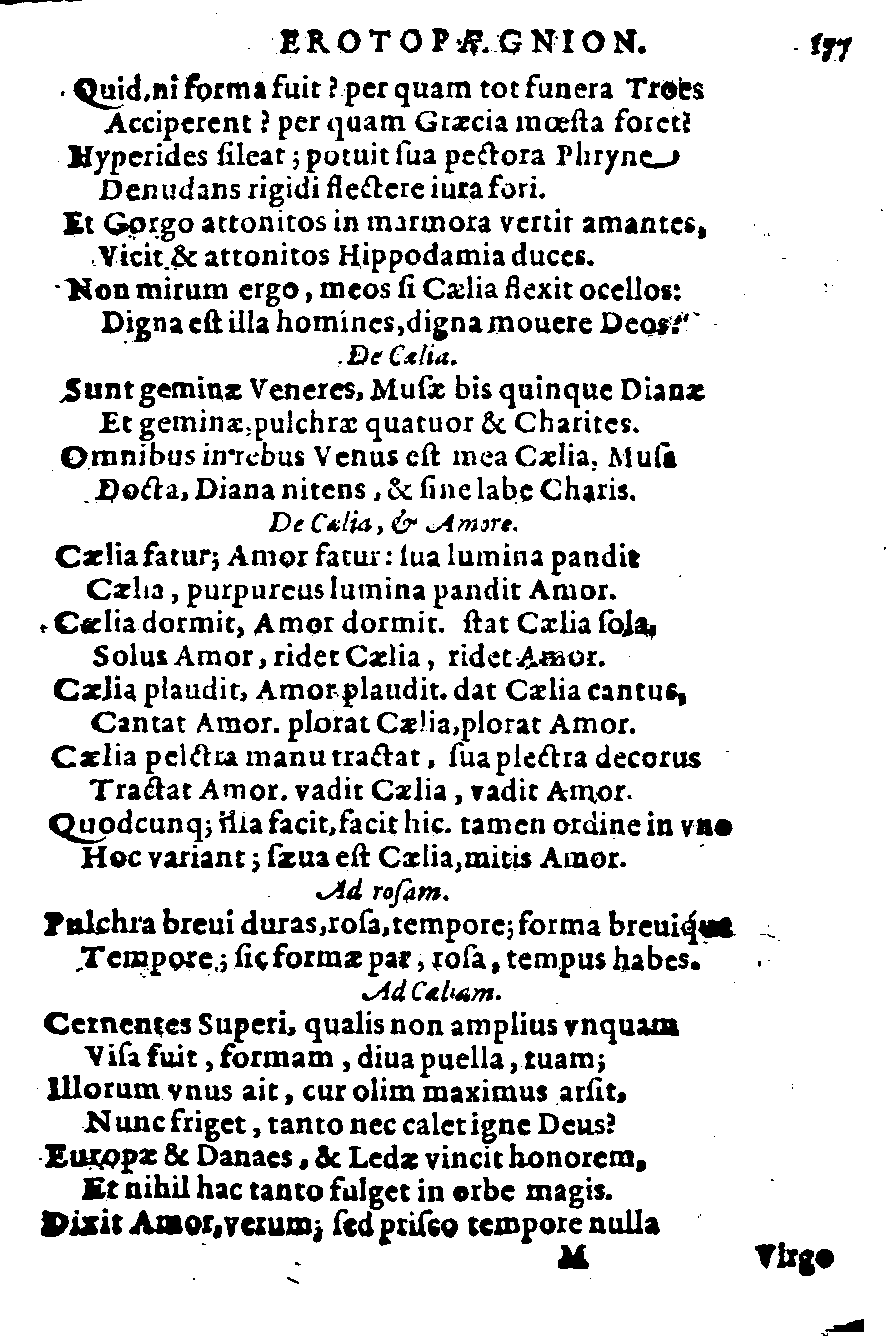 EROTOPÆGNION. 177
Quid, ni forma fuit? per quam tot funera Troes
Acciperent? per quam Græcia mœſta foret?
Hyperides ſileat; potuit ſua pectora Phryne
Denudans rigidi flectere iura fori.
Et Gorgo attonitos in marmora vertit amantes,
Vicit & attonitos Hippodamia duces.
Non mirum ergo, meos ſi Cælia flexit ocellos:
Digna eſt illa homines, digna mouere Deos.
De Cælia.
Sunt geminæ Veneres, Muſæ bis quinque Dianæ
Et geminæ, pulchræ quatuor & Charites.
Omnibus in rebus Venus eſt mea Cælia, Muſa
Docta, Diana nitens, & ſine labe Charis.
De Cælia, & Amore.
Cælia fatur; Amor fatur: ſua lumina pandit
Cælia, purpureus lumina pandit Amor.
Cælia dormit, Amor dormit. ſtat Cælia ſola,
Solus Amor, ridet Cælia, ridet Amor.
Cælia plaudit, Amor plaudit. dat Cælia cantus,
Cantat Amor. plorat Cælia, plorat Amor.
Cælia pelctra manu tractat, ſua plectra decorus
Tractat Amor. vadit Cælia, vadit Amor.
Quodcunq; illa facit, facit hic. tamen ordine in vno
Hoc variant; ſæua eſt Cælia, mitis Amor.
Ad roſam.
Pulchra breui duras, roſa, tempore; forma breuique
Tempore; ſic formæ par, roſa, tempus habes.
Ad Cæliam.
Cernentes Superi, qualis non amplius vnquam
Viſa fuit, formam, diua puella, tuam;
Illorum vnus ait, cur olim maximus arſit,
Nunc friget, tanto nec calet igne Deus?
Europæ & Danaes, & Ledæ vincit honorem,
Et nihil hac tanto fulget in orbe magis.
Dixit Amor, verum; ſed priſco tempore nulla
M Virgo